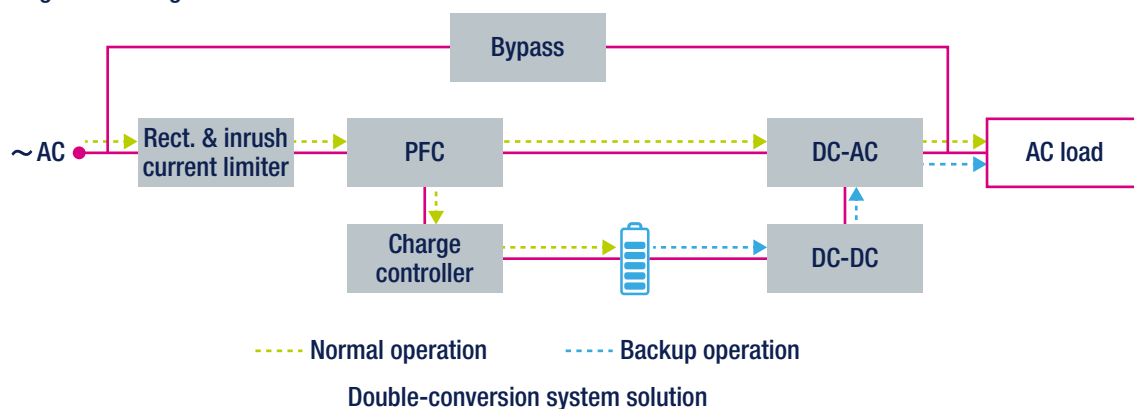 Bypass
~ AC
Rect. & inrush
current limiter
PFC
DC-AC
AC load
Charge
controller
DC-DC
Normal operation
Backup operation
Double-conversion system solution